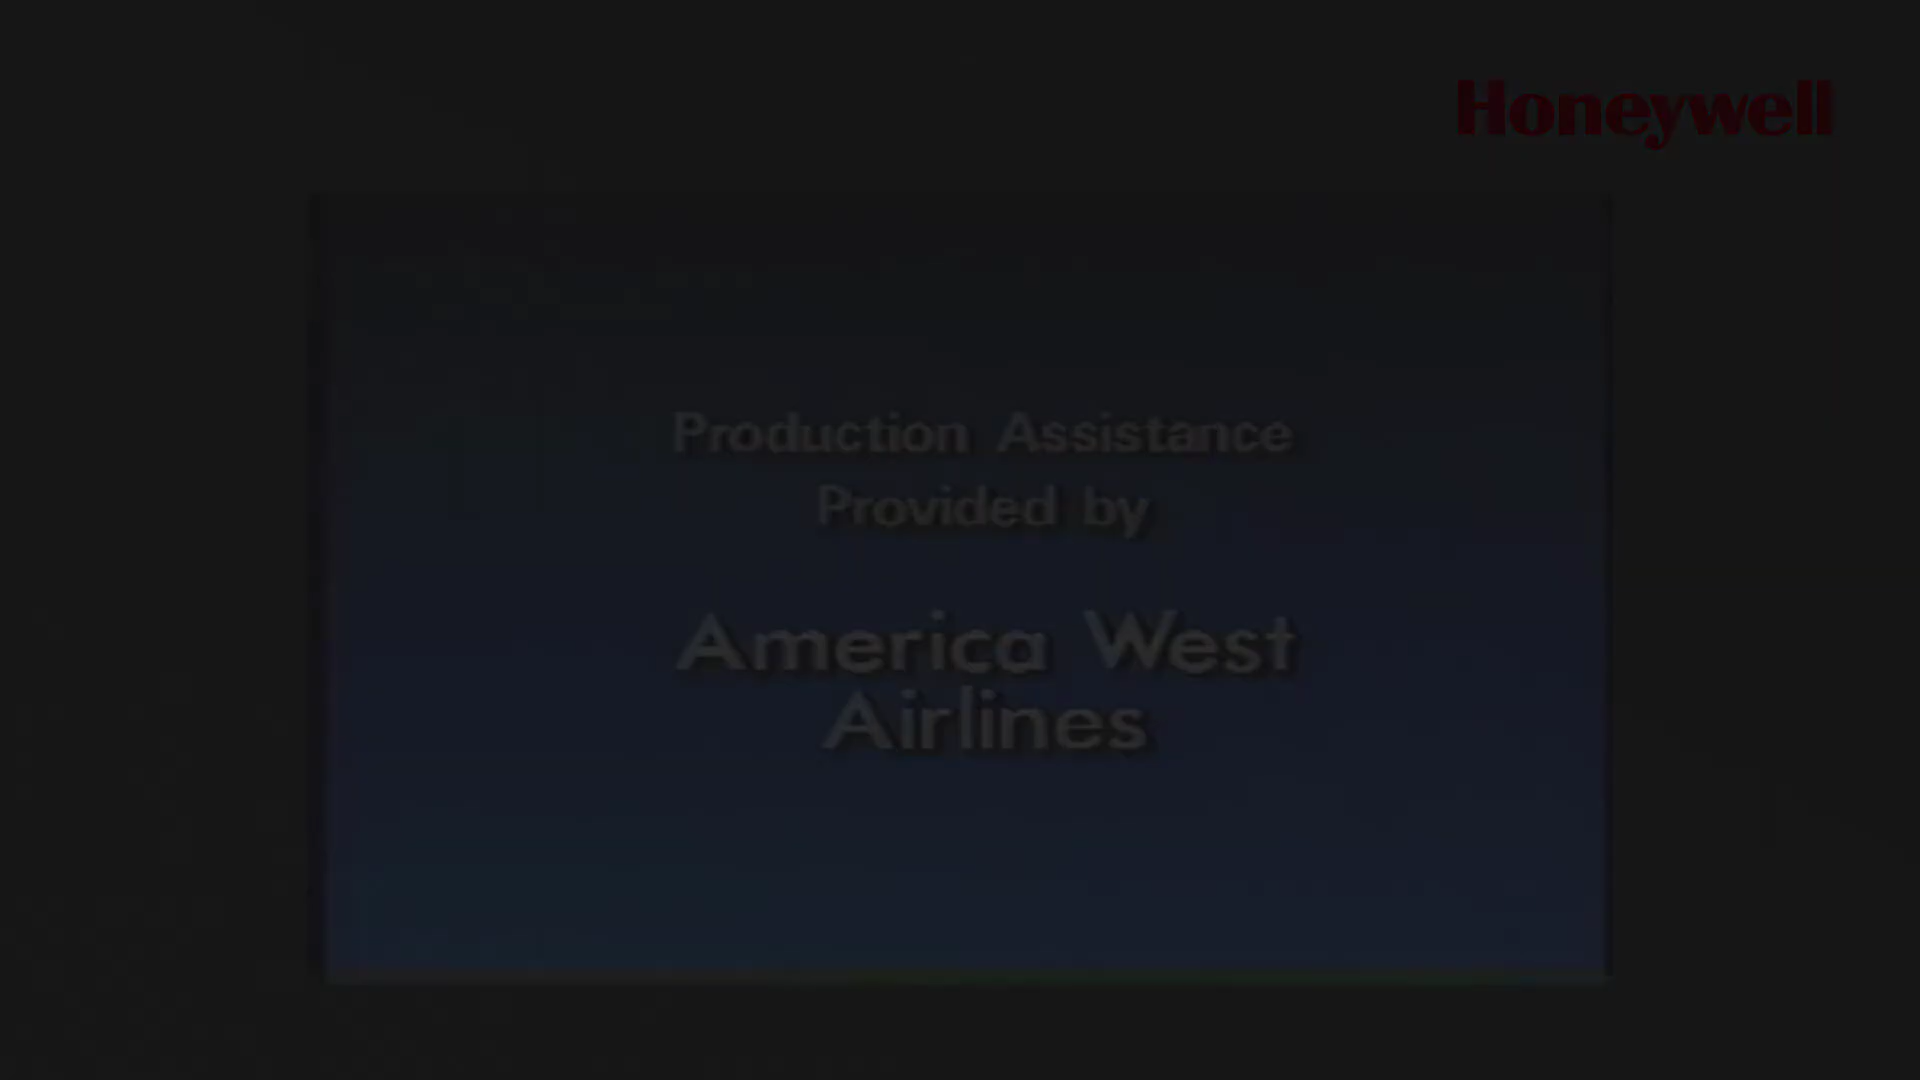 Honeywell
Production Assistance
Provided by
America West
Airlines